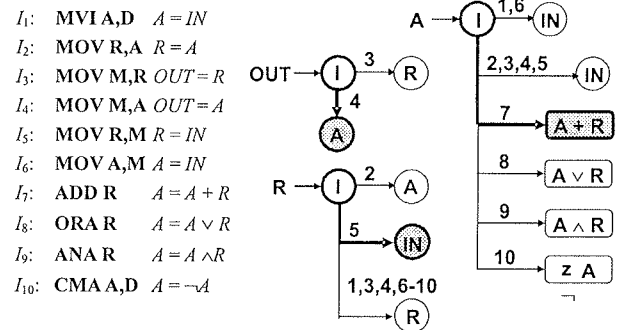 I₁: MVI A,D A = IN
I₂: MOV R,A R = A
I₃: MOV M,R OUT = R
I₄: MOV M,A OUT = A
I₅: MOV R,M R = IN
I₆: MOV A,M A = IN
I₇: ADD R A = A + R
I₈: ORA R A = A ∨ R
I₉: ANA R A = A ∧ R
I₁₀: CMA A,D A = ¬A
OUT I 3 R
4
A
R I 2 A
5 IN
1,3,4,6-10
R
A I 1,6 IN
2,3,4,5 IN
7 A + R
8 A ∨ R
9 A ∧ R
10 z A
¬